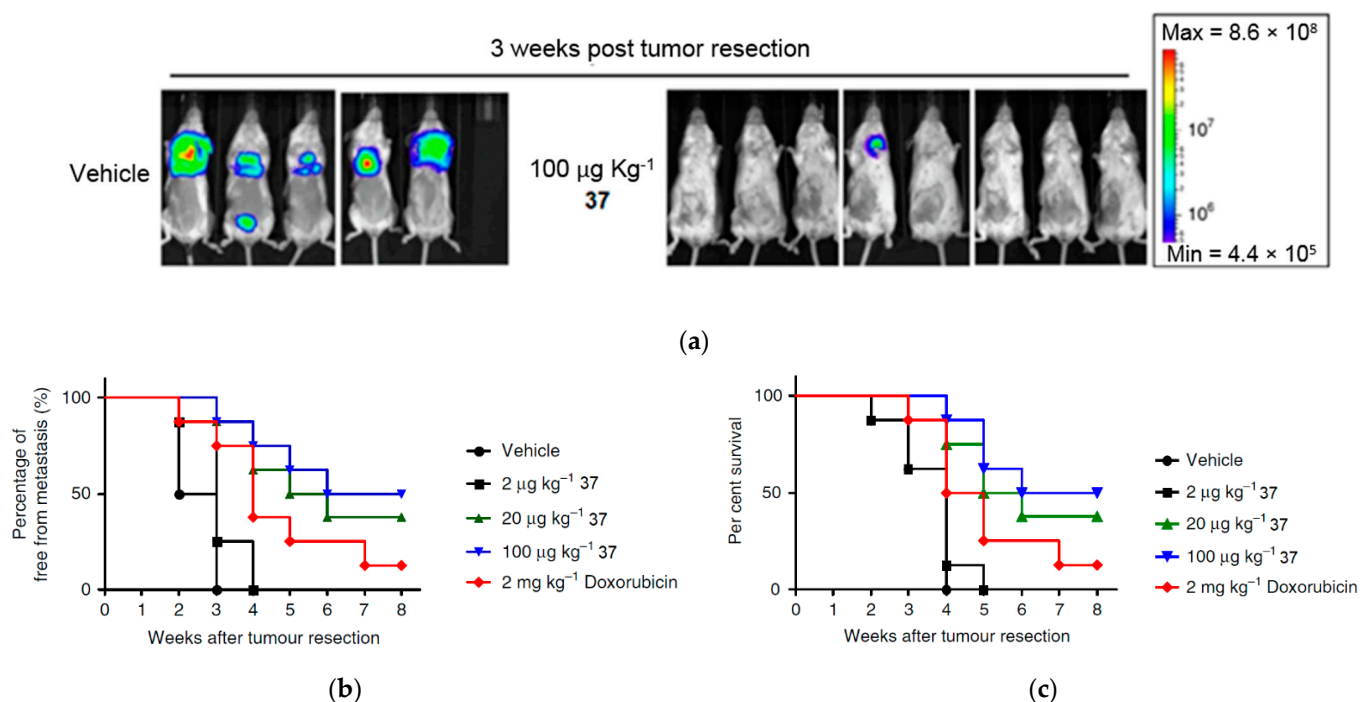 3 weeks post tumor resection
Max = 8.6 × 10⁸
Vehicle
100 µg Kg⁻¹
37
10⁷
10⁶
Min = 4.4 × 10⁵
(a)
Percentage of
free from metastasis (%)
100
50
0
0 1 2 3 4 5 6 7 8
Weeks after tumour resection
Vehicle
2 µg kg⁻¹ 37
20 µg kg⁻¹ 37
100 µg kg⁻¹ 37
2 mg kg⁻¹ Doxorubicin
(b)
Per cent survival
100
50
0
0 1 2 3 4 5 6 7 8
Weeks after tumour resection
Vehicle
2 µg kg⁻¹ 37
20 µg kg⁻¹ 37
100 µg kg⁻¹ 37
2 mg kg⁻¹ Doxorubicin
(c)